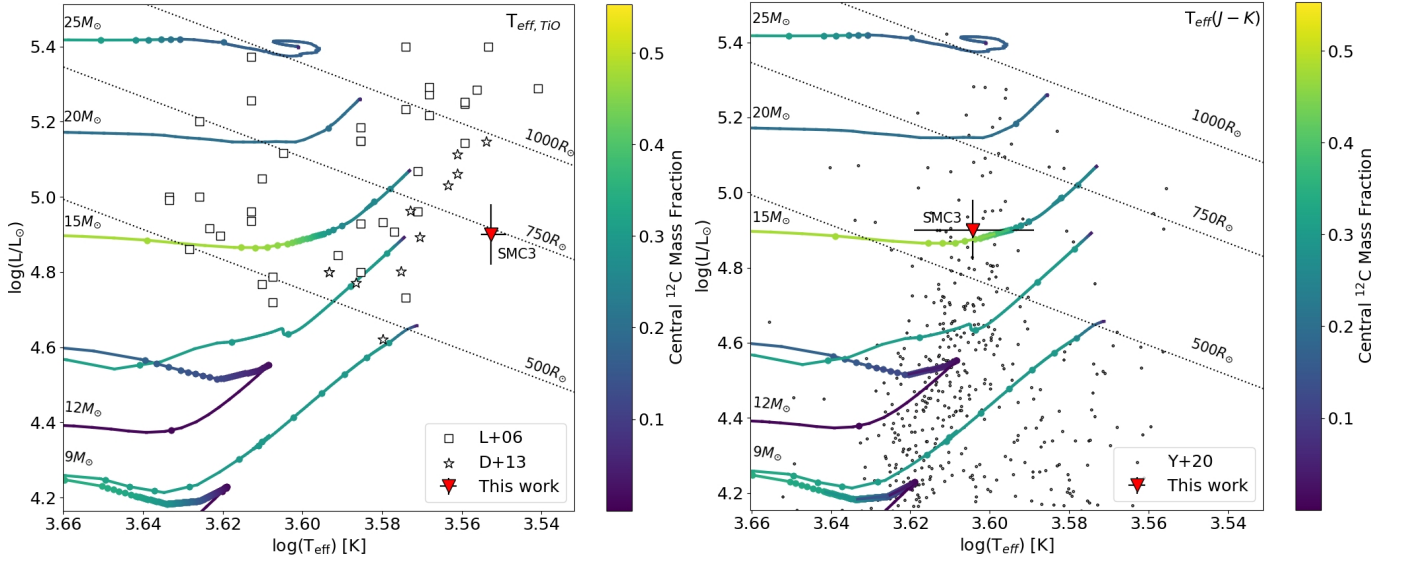 T_eff, TiO
25M⊙
5.4
20M⊙
5.2
1000R⊙
5.0
15M⊙
750R⊙
SMC3
4.8
4.6
500R⊙
12M⊙
4.4
9M⊙
4.2
L+06
D+13
This work
3.66 3.64 3.62 3.60 3.58 3.56 3.54
log(T_eff) [K]
log(L/L⊙)
0.5
0.4
0.3
0.2
0.1
Central ¹²C Mass Fraction
T_eff(J − K)
25M⊙
5.4
20M⊙
5.2
1000R⊙
5.0
15M⊙
SMC3
750R⊙
4.8
4.6
500R⊙
12M⊙
4.4
9M⊙
4.2
Y+20
This work
3.66 3.64 3.62 3.60 3.58 3.56 3.54
log(T_eff) [K]
log(L/L⊙)
0.5
0.4
0.3
0.2
0.1
Central ¹²C Mass Fraction